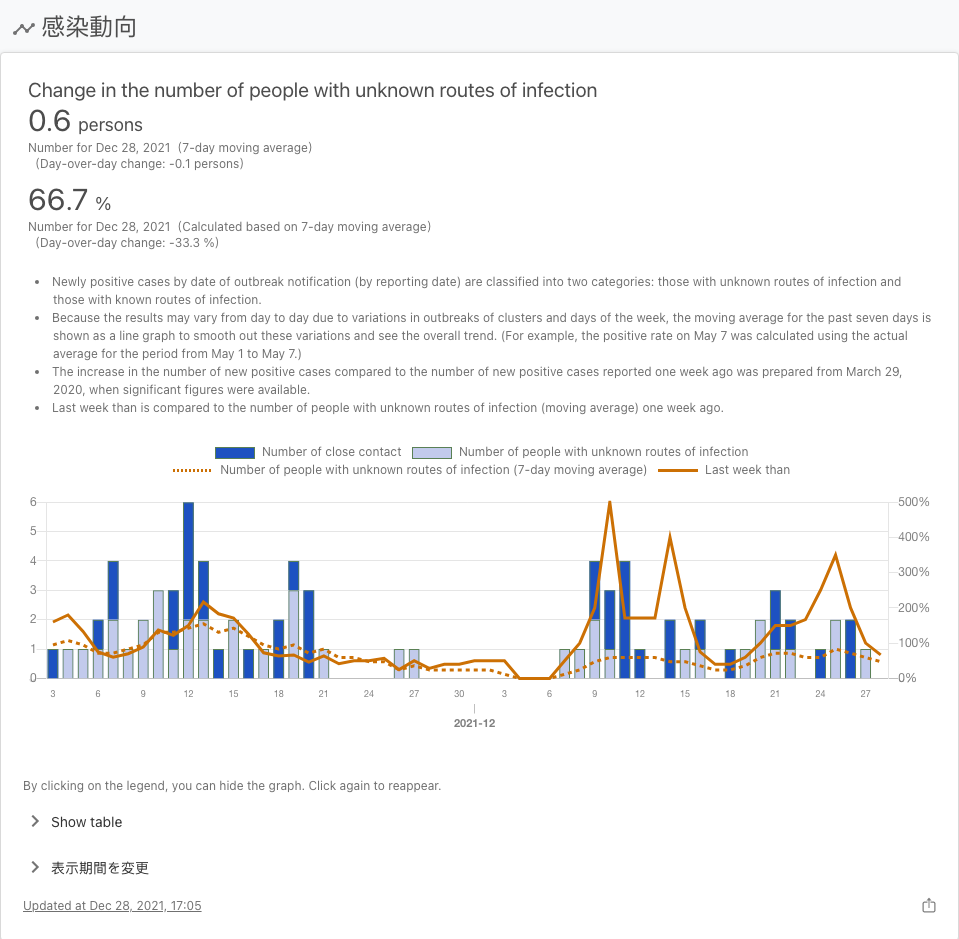 感染動向
Change in the number of people with unknown routes of infection
0.6 persons
Number for Dec 28, 2021 (7-day moving average)
(Day-over-day change: -0.1 persons)
66.7 %
Number for Dec 28, 2021 (Calculated based on 7-day moving average)
(Day-over-day change: -33.3 %)
• Newly positive cases by date of outbreak notification (by reporting date) are classified into two categories: those with unknown routes of infection and
those with known routes of infection.
• Because the results may vary from day to day due to variations in outbreaks of clusters and days of the week, the moving average for the past seven days is
shown as a line graph to smooth out these variations and see the overall trend. (For example, the positive rate on May 7 was calculated using the actual
average for the period from May 1 to May 7.)
• The increase in the number of new positive cases compared to the number of new positive cases reported one week ago was prepared from March 29,
2020, when significant figures were available.
• Last week than is compared to the number of people with unknown routes of infection (moving average) one week ago.
Number of close contact Number of people with unknown routes of infection
Number of people with unknown routes of infection (7-day moving average) Last week than
6 500%
5 400%
4 300%
3 200%
2 100%
1 0%
0
3 6 9 12 15 18 21 24 27 30 3 6 9 12 15 18 21 24 27
2021-12
By clicking on the legend, you can hide the graph. Click again to reappear.
Show table
表示期間を変更
Updated at Dec 28, 2021, 17:05